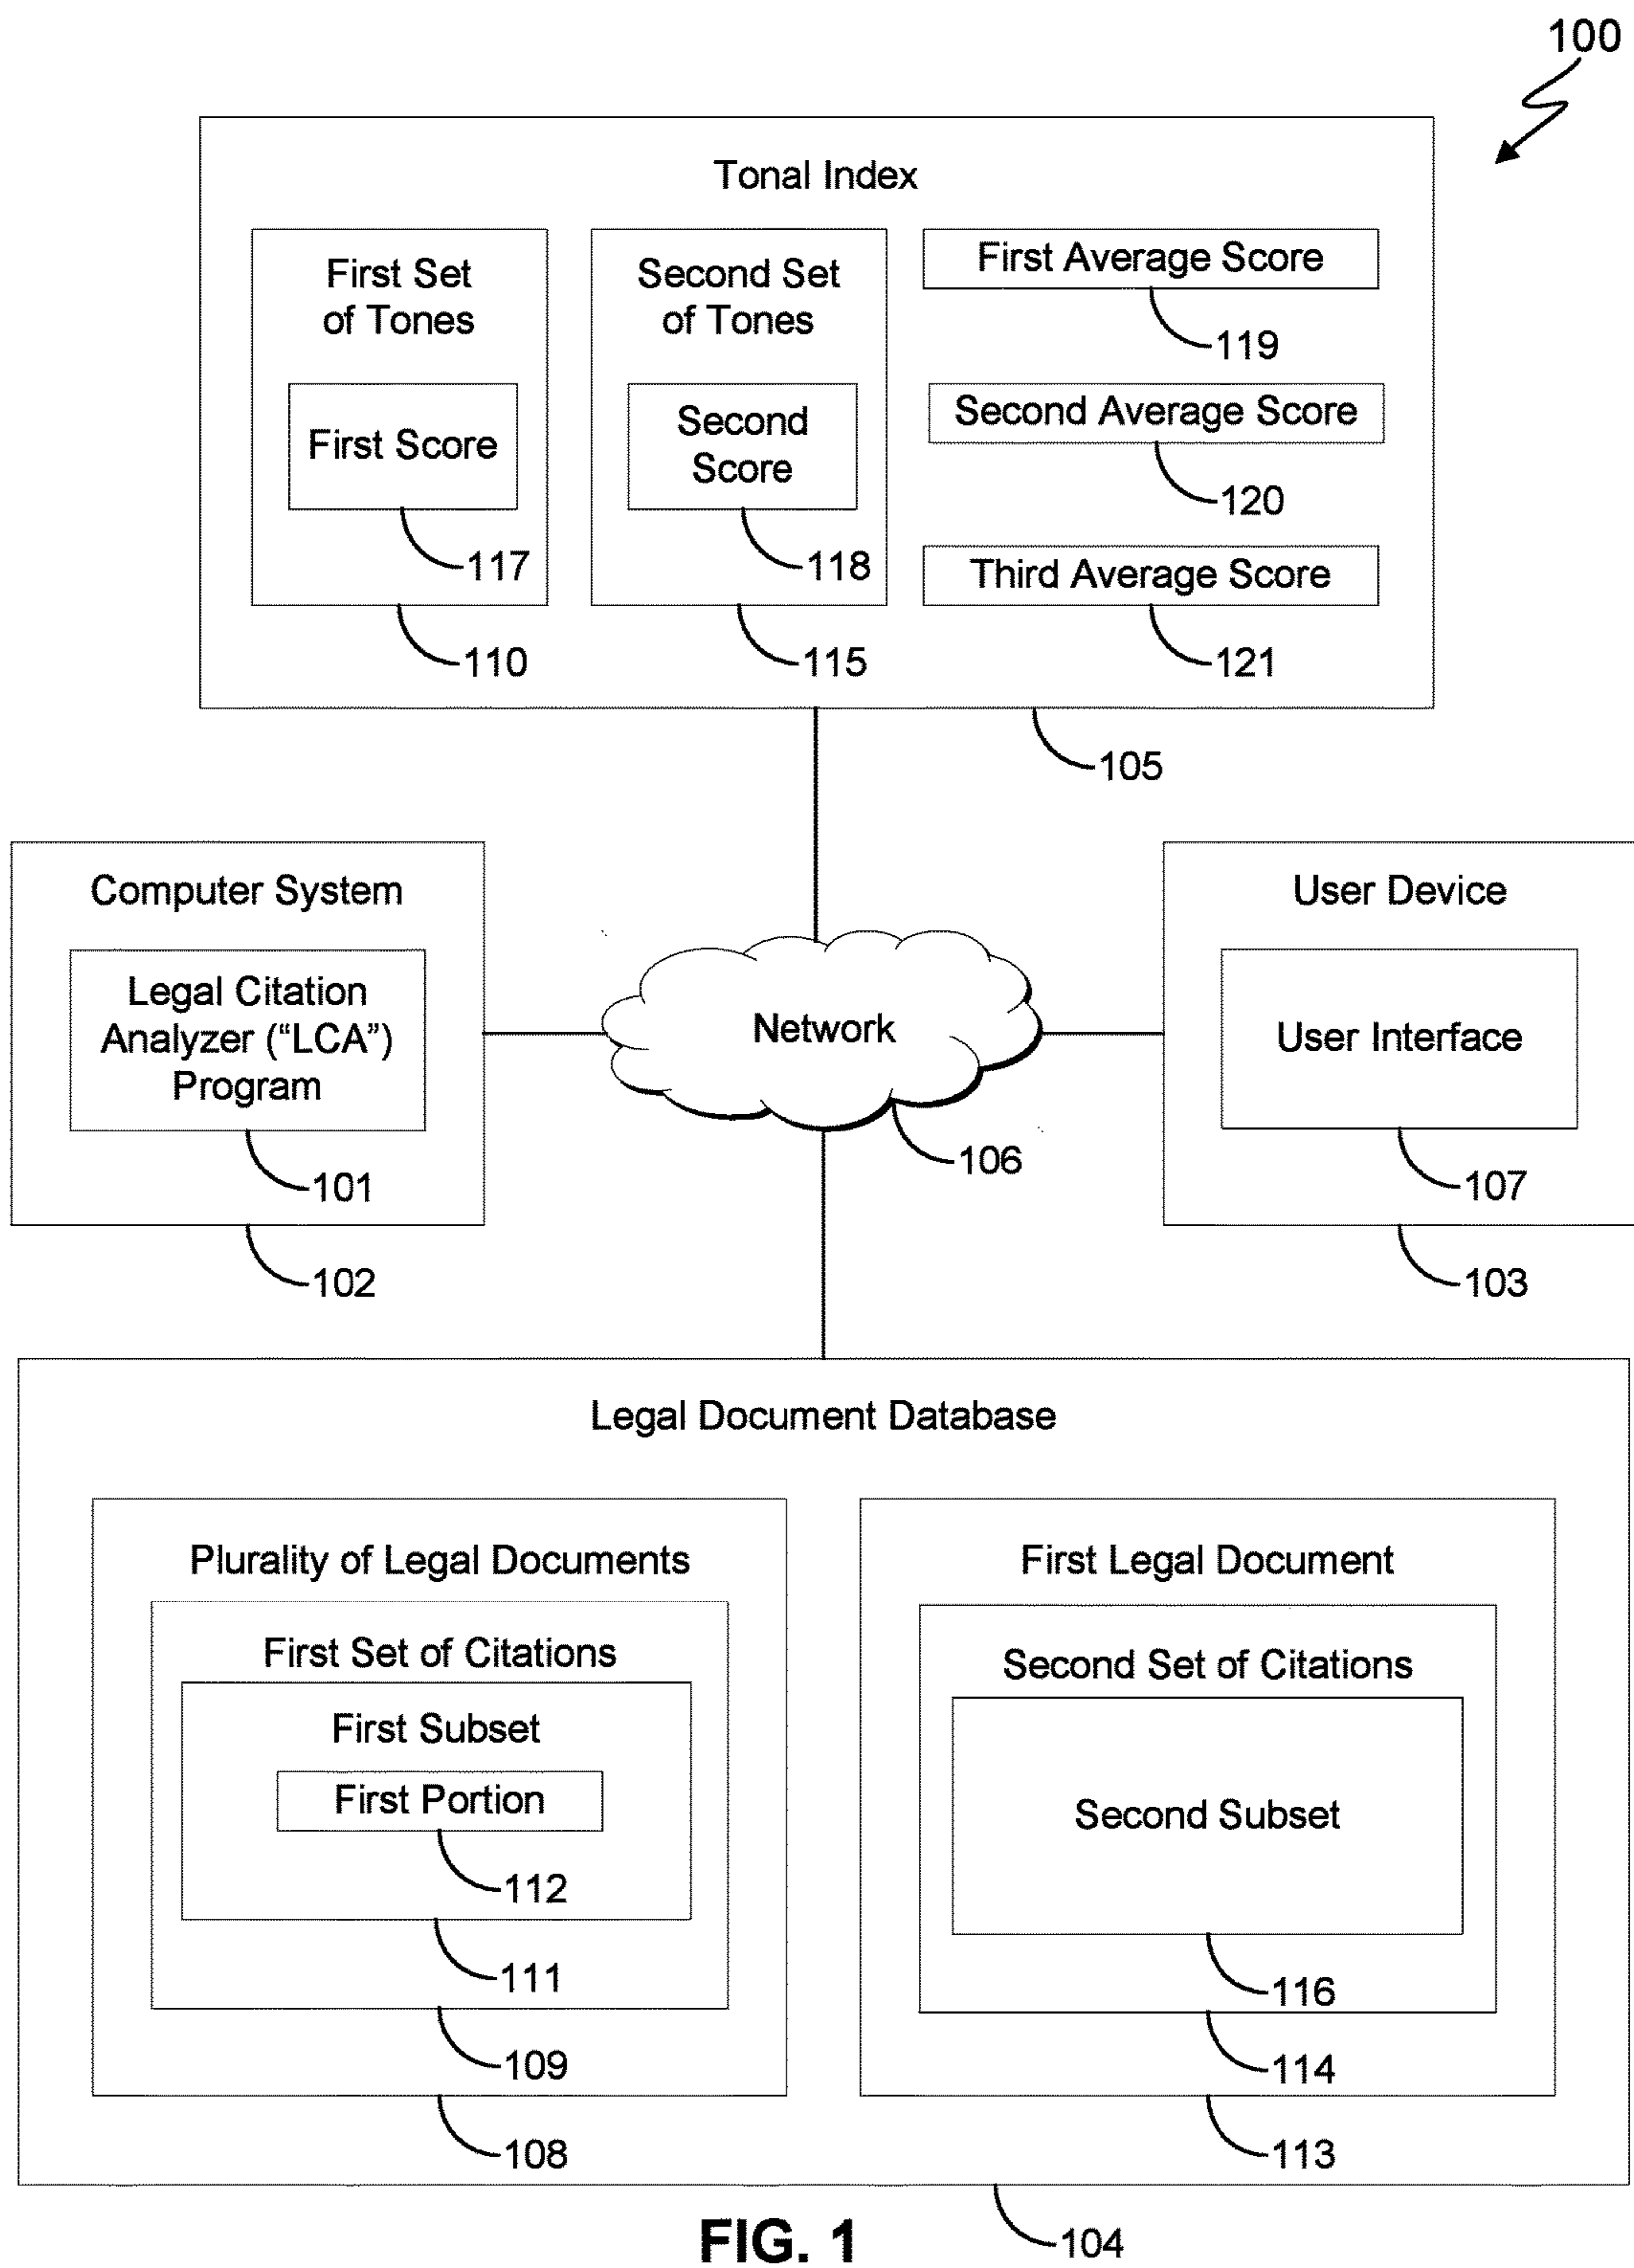 100
Tonal Index
First Set
of Tones
First Score
117
110
Second Set
of Tones
Second
Score
118
115
First Average Score
119
Second Average Score
120
Third Average Score
121
105
Computer System
Legal Citation
Analyzer (“LCA”)
Program
101
102
Network
106
User Device
User Interface
107
103
Legal Document Database
Plurality of Legal Documents
First Set of Citations
First Subset
First Portion
112
111
109
108
First Legal Document
Second Set of Citations
Second Subset
116
114
113
104
FIG. 1